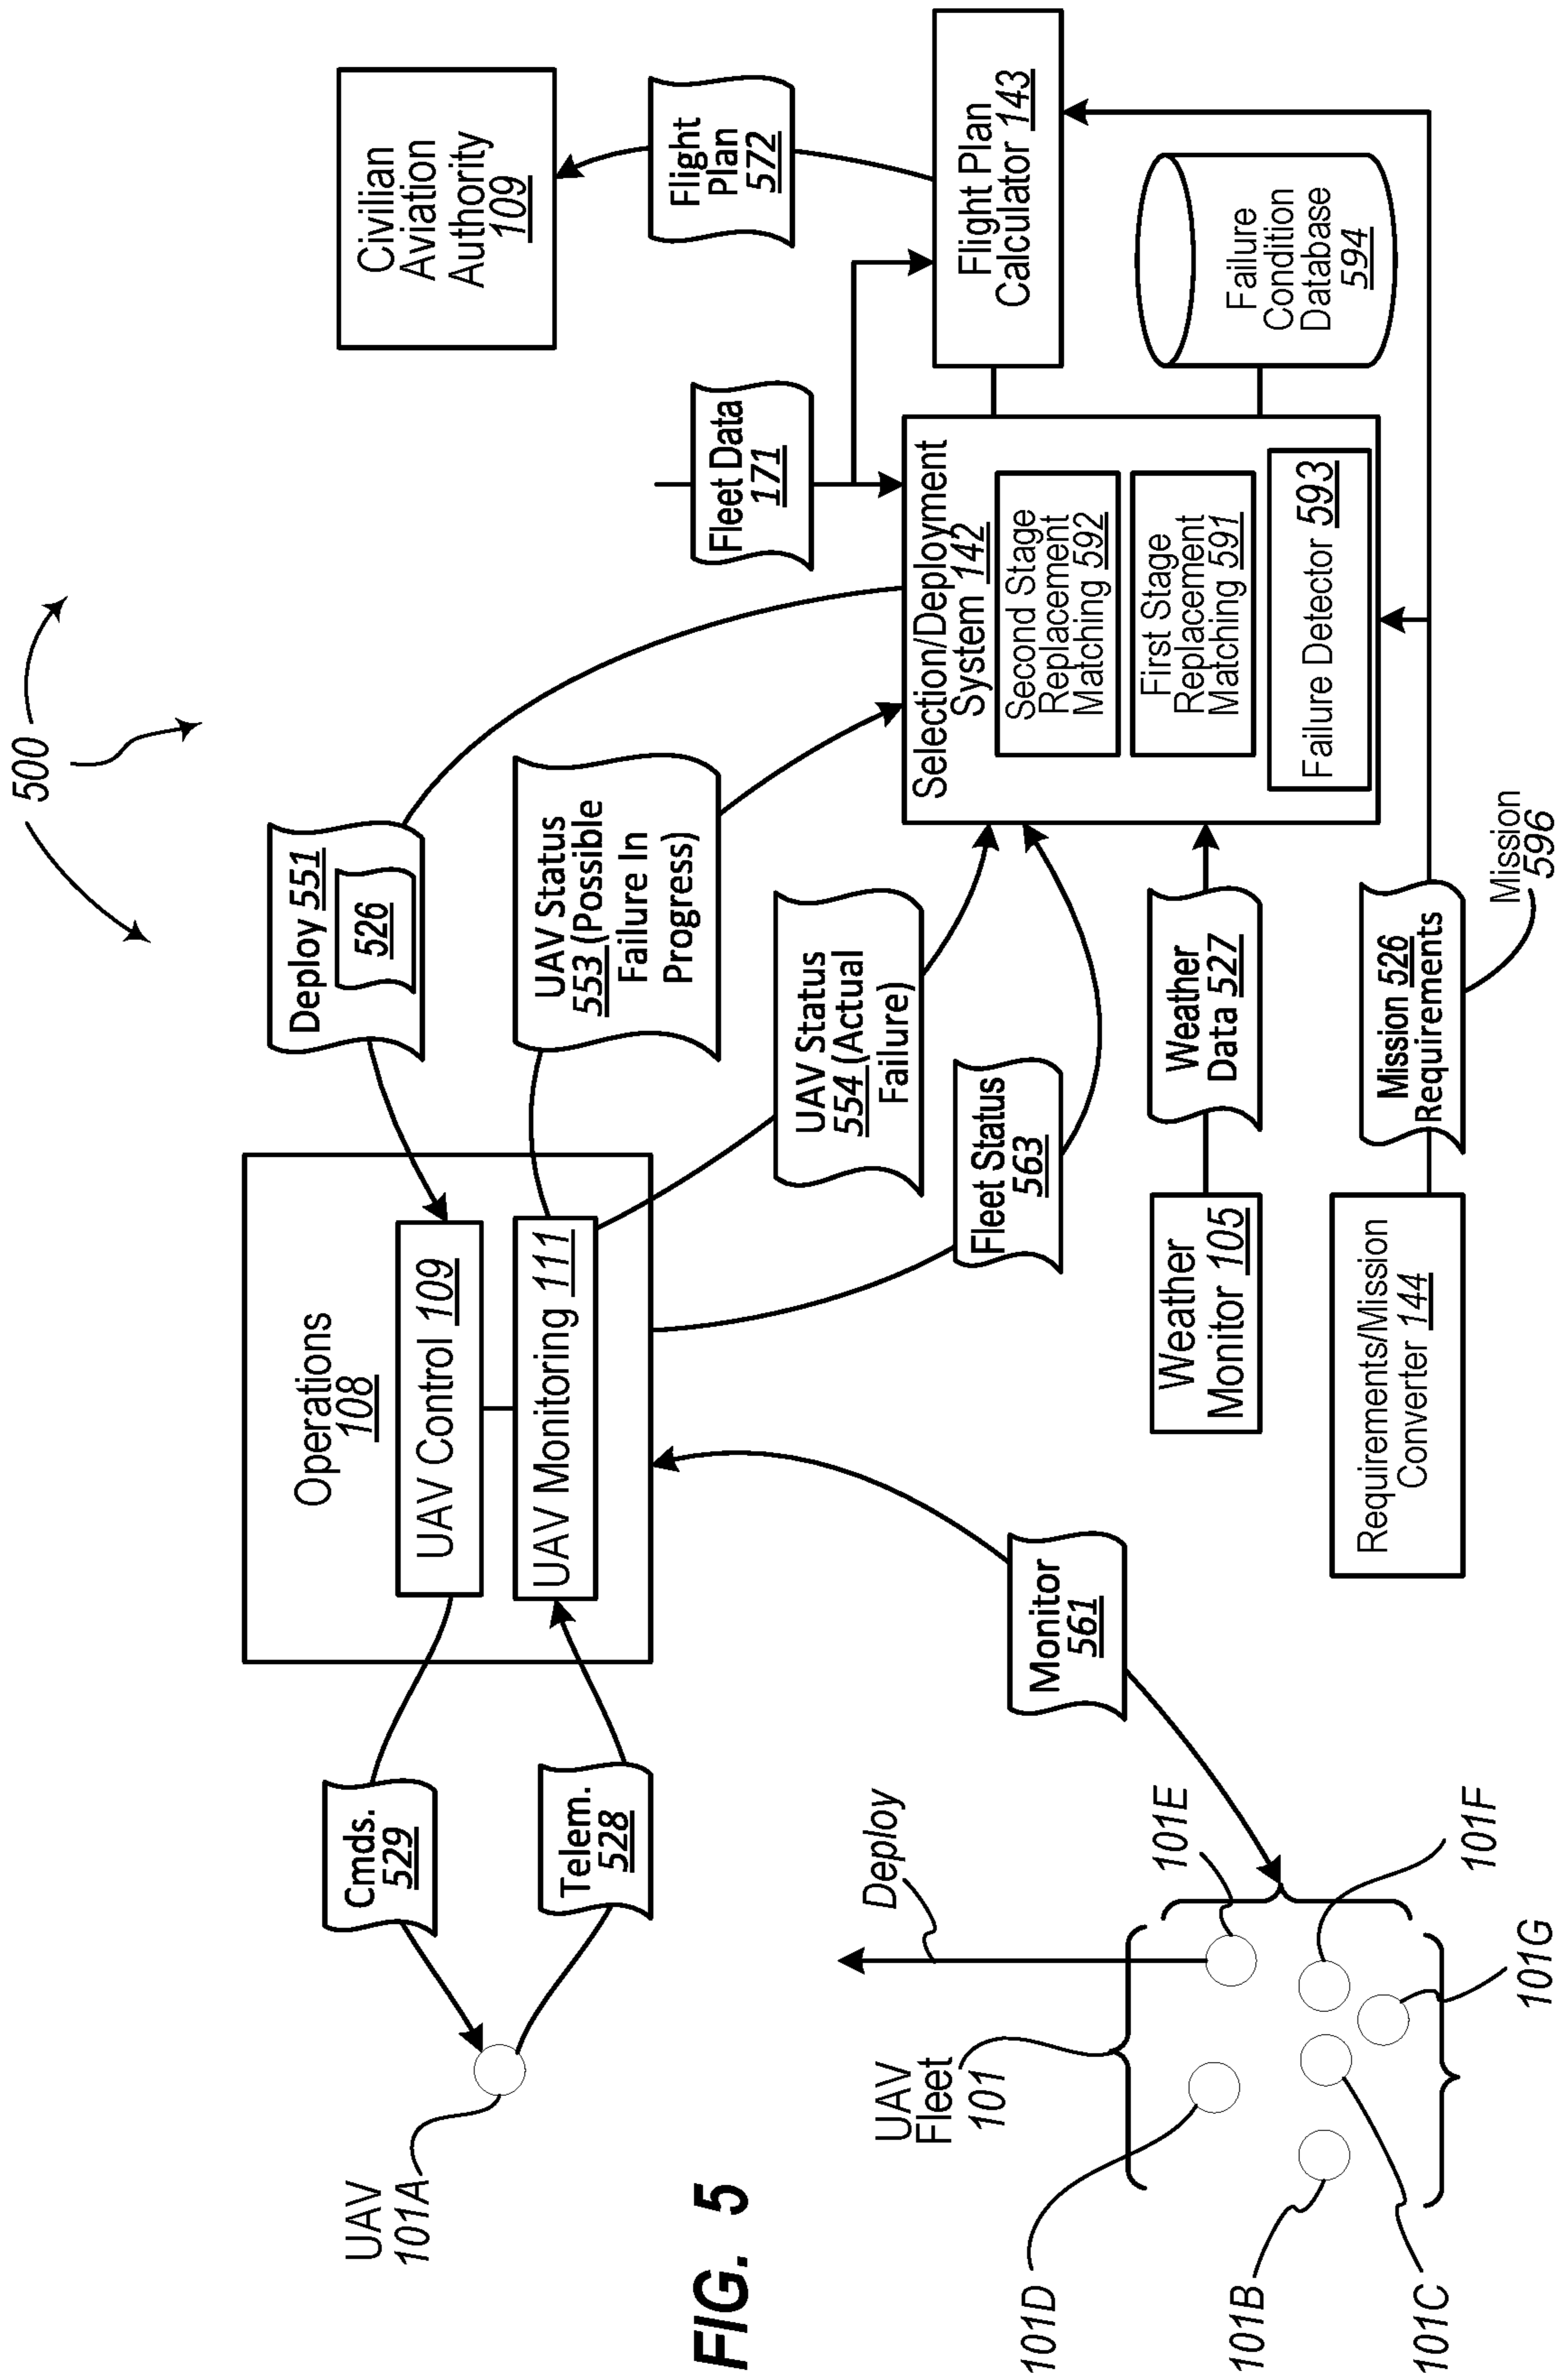 500
Operations
108
UAV Control 109
UAV Monitoring 111
Cmds.
529
Telem.
528
UAV
101A
Deploy 551
526
UAV Status
553 (Possible
Failure In
Progress)
UAV Status
554 (Actual
Failure)
Fleet Status
563
Monitor
561
Civilian
Aviation
Authority
109
Flight
Plan
572
Fleet Data
171
Flight Plan
Calculator 143
Selection/Deployment
System 142
Second Stage
Replacement
Matching 592
First Stage
Replacement
Matching 591
Failure Detector 593
Failure
Condition
Database
594
Weather
Data 527
Weather
Monitor 105
Mission 526
Requirements
Mission
596
Requirements/Mission
Converter 144
UAV
Fleet
101
Deploy
101E
101F
101G
101D
101B
101C
FIG. 5